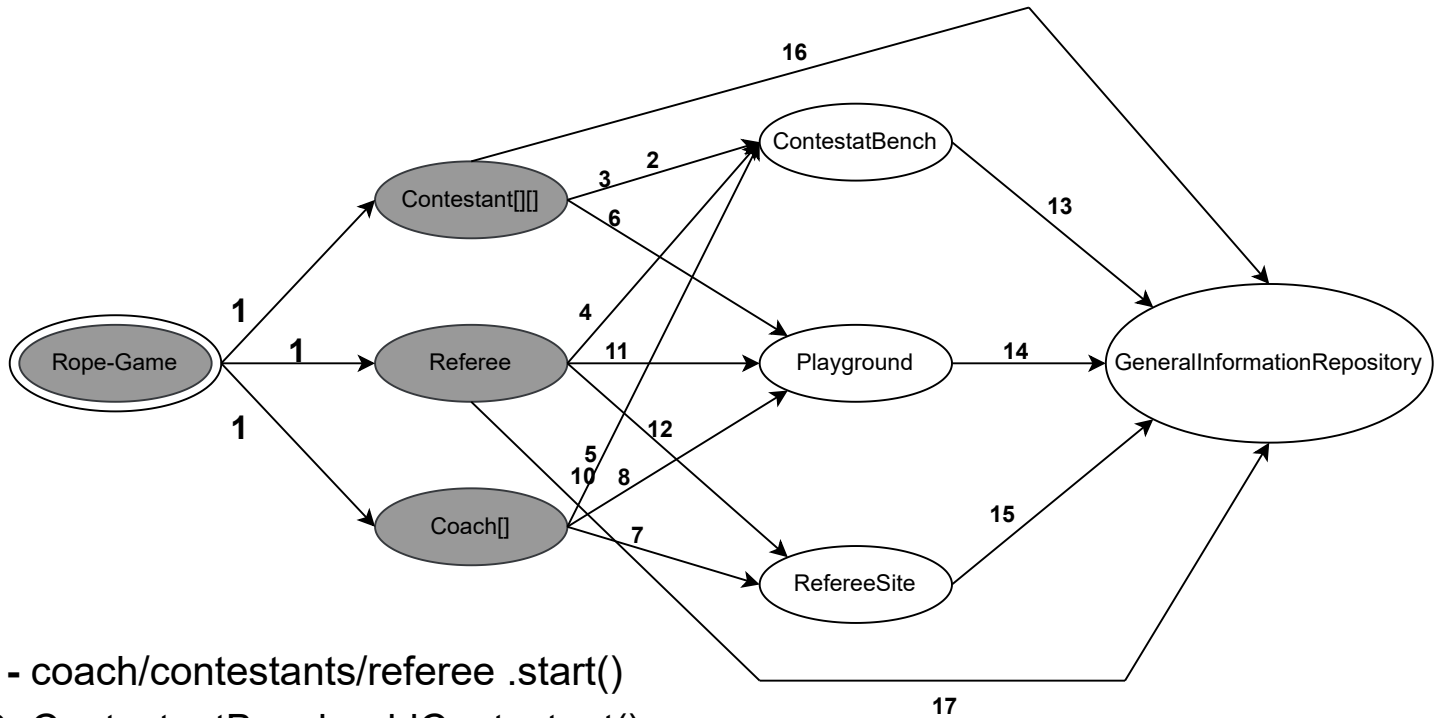 16
ContestatBench
2
3
Contestant[][]
13
6
1
4
Rope-Game
1
Referee
11
Playground
14
GeneralInformationRepository
1
12
5
10
8
Coach[]
7
15
RefereeSite
- coach/contestants/referee .start()
17